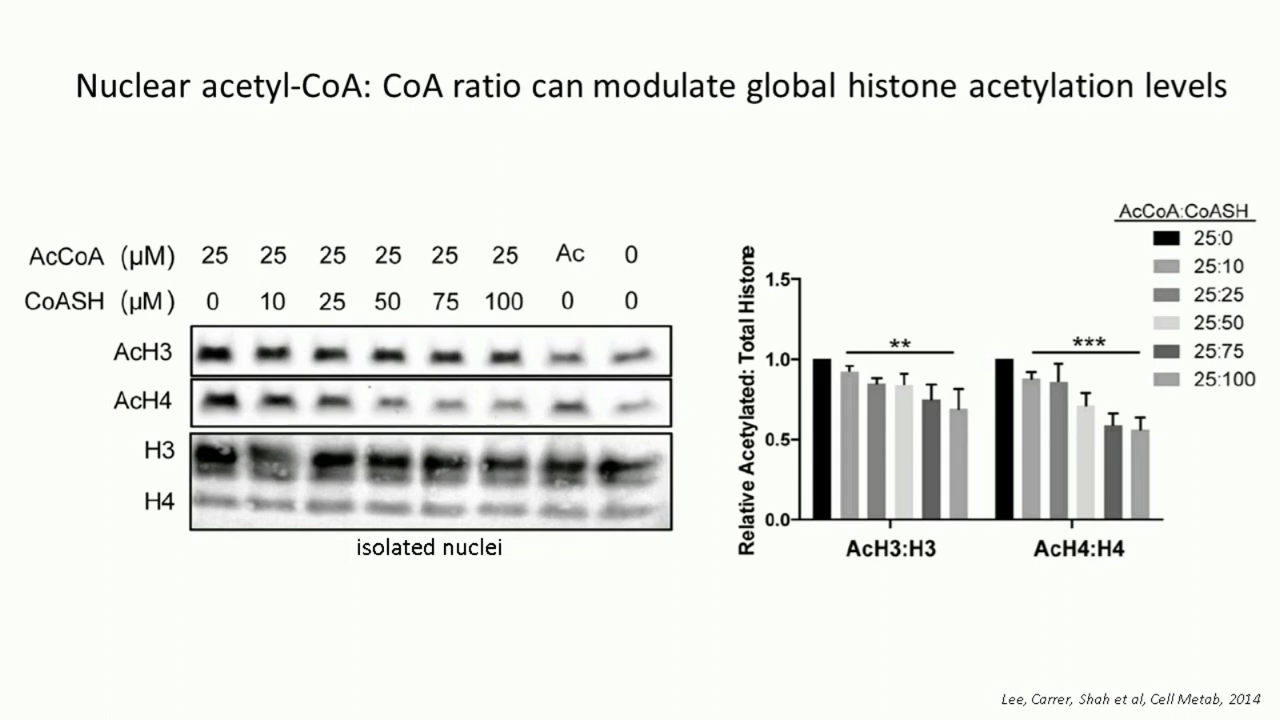 Nuclear acetyl-CoA: CoA ratio can modulate global histone acetylation levels
AcCoA (µM) 25 25 25 25 25 25 Ac 0
CoASH (µM) 0 10 25 50 75 100 0 0
AcH3
AcH4
H3
H4
isolated nuclei
Relative Acetylated: Total Histone
1.5
1.0
0.5
0.0
**
***
AcH3:H3 AcH4:H4
AcCoA:CoASH
25:0
25:10
25:25
25:50
25:75
25:100
Lee, Carrer, Shah et al, Cell Metab, 2014